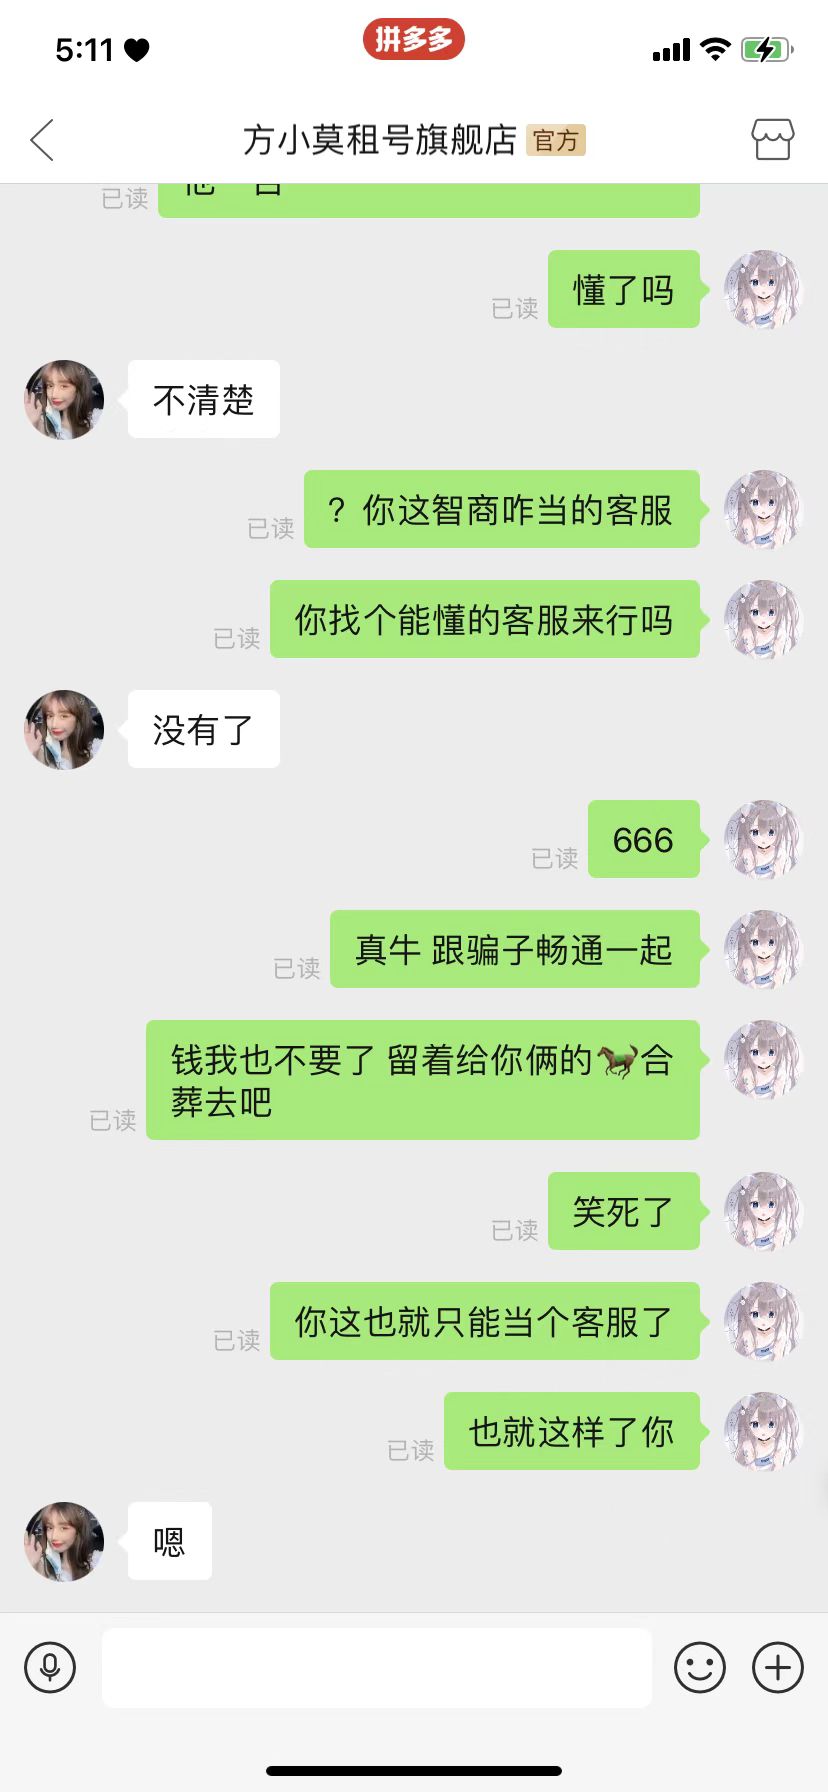 5:11
拼多多
方小莫租号旗舰店 官方
已读
懂了吗
已读
不清楚
？你这智商咋当的客服
已读
你找个能懂的客服来行吗
已读
没有了
666
已读
真牛 跟骗子畅通一起
已读
钱我也不要了 留着给你俩的🐎合
葬去吧
已读
笑死了
已读
你这也就只能当个客服了
已读
也就这样了你
已读
嗯